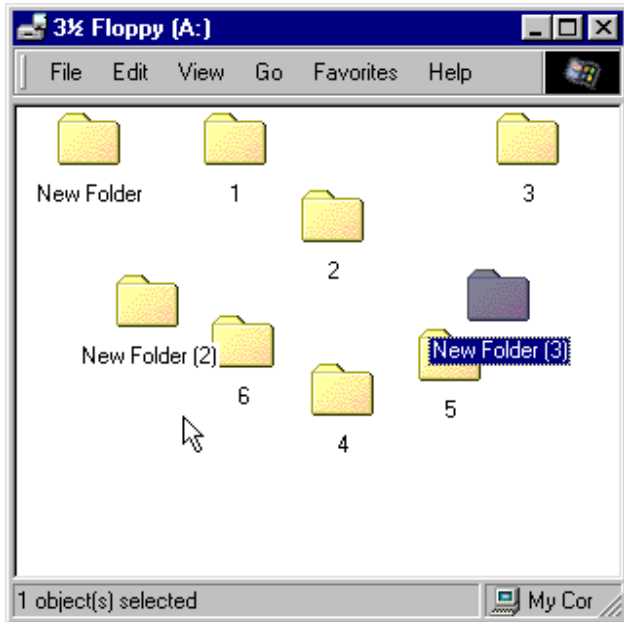 3½ Floppy (A:)
File Edit View Go Favorites Help
New Folder 1 3
2
New Folder (2) New Folder (3)
6 5
4
1 object(s) selected My Cor